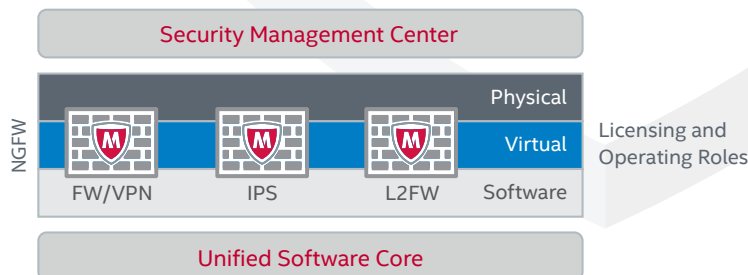 Security Management Center
NGFW
Physical
M
M
M
Virtual
Licensing and
Operating Roles
FW/VPN
IPS
L2FW
Software
Unified Software Core